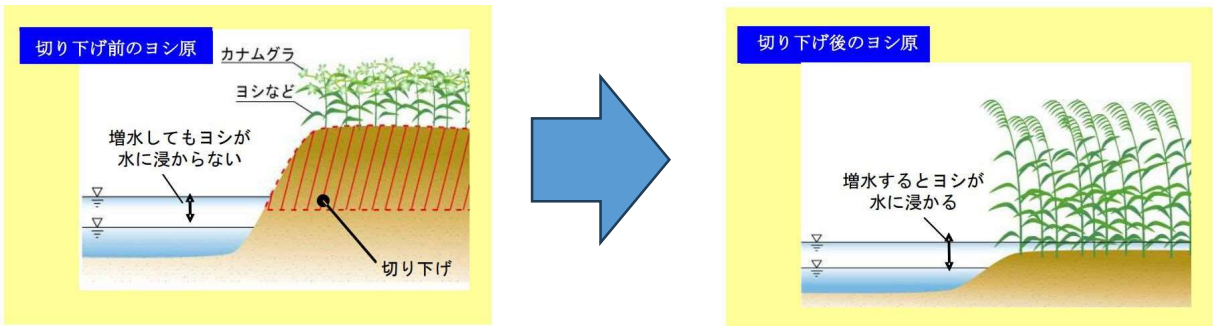 切り下げ前のヨシ原
カナムグラ
ヨシなど
増水してもヨシが
水に浸からない
切り下げ
切り下げ後のヨシ原
増水するとヨシが
水に浸かる